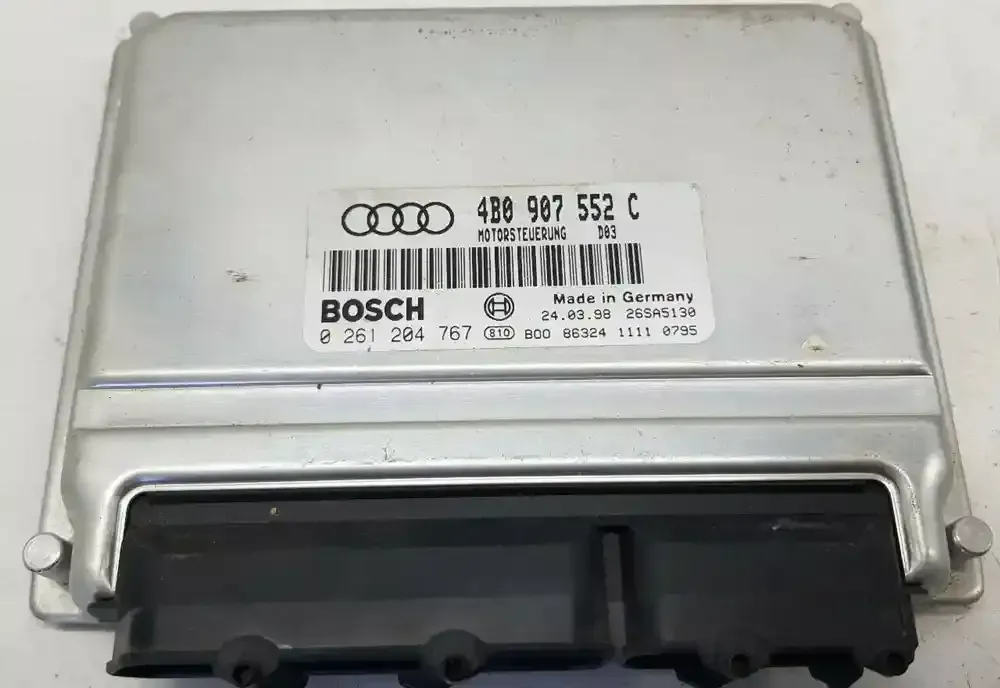 4B0 907 552 C
MOTORSTEUERUNG D03
BOSCH Made in Germany
24.03.98 26SA5130
0 261 204 767 810 B00 86324 1111 0795